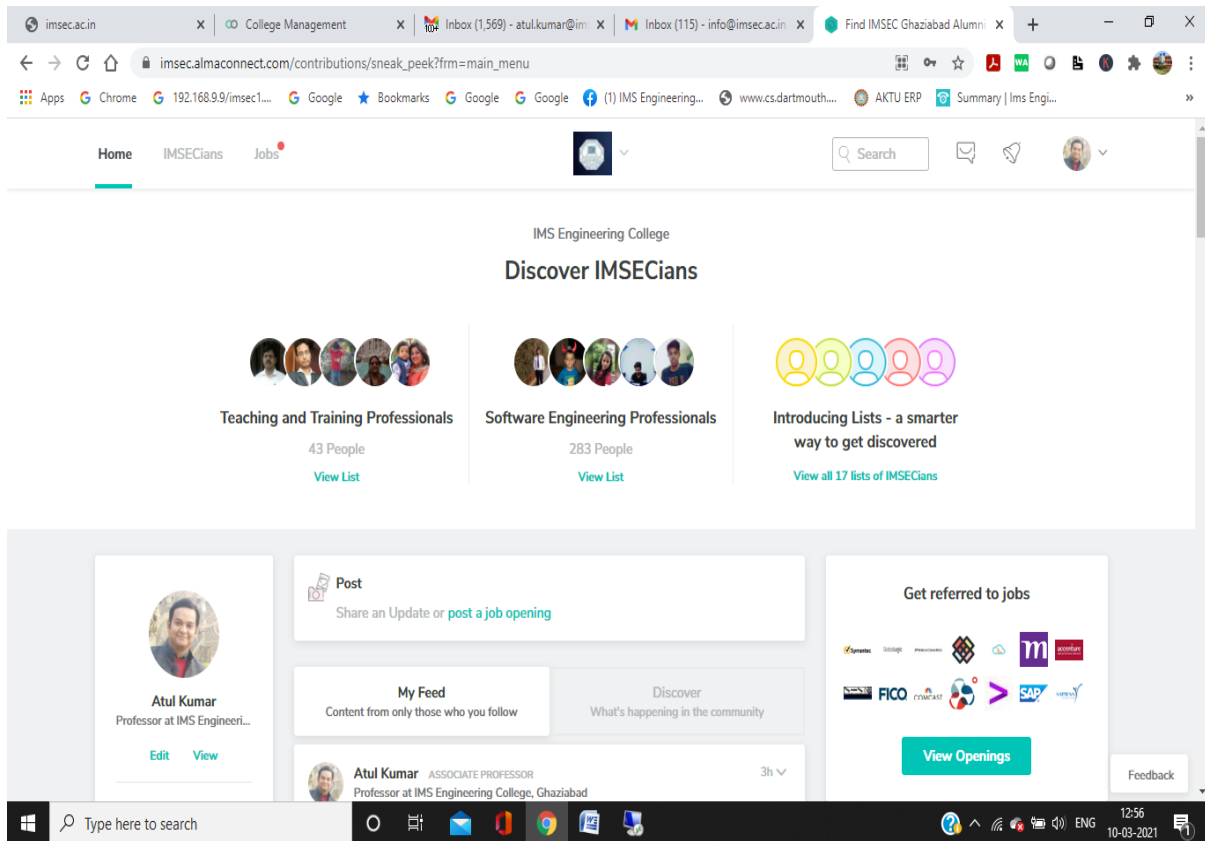 imsec.ac.in
College Management
Inbox (1,569) - atul.kumar@im
Inbox (115) - info@imsec.ac.in
Find IMSEC Ghaziabad Alumni
imsec.almaconnect.com/contributions/sneak_peek?frm=main_menu
Apps
Chrome
192.168.9.9/imsec1....
Google
Bookmarks
Google
Google
(1) IMS Engineering...
www.cs.dartmouth....
AKTU ERP
Summary | Ims Engi...
»
Home
IMSECians
Jobs
Search
IMS Engineering College
Discover IMSECians
Teaching and Training Professionals
43 People
View List
Software Engineering Professionals
283 People
View List
Introducing Lists - a smarter
way to get discovered
View all 17 lists of IMSECians
Atul Kumar
Professor at IMS Engineeri...
Edit View
Post
Share an Update or post a job opening
My Feed
Content from only those who you follow
Discover
What's happening in the community
Atul Kumar ASSOCIATE PROFESSOR
3h
Professor at IMS Engineering College, Ghaziabad
Get referred to jobs
Symantec
accenture
FICO
COMCAST
SAP
View Openings
Feedback
Type here to search
ENG
12:56
10-03-2021